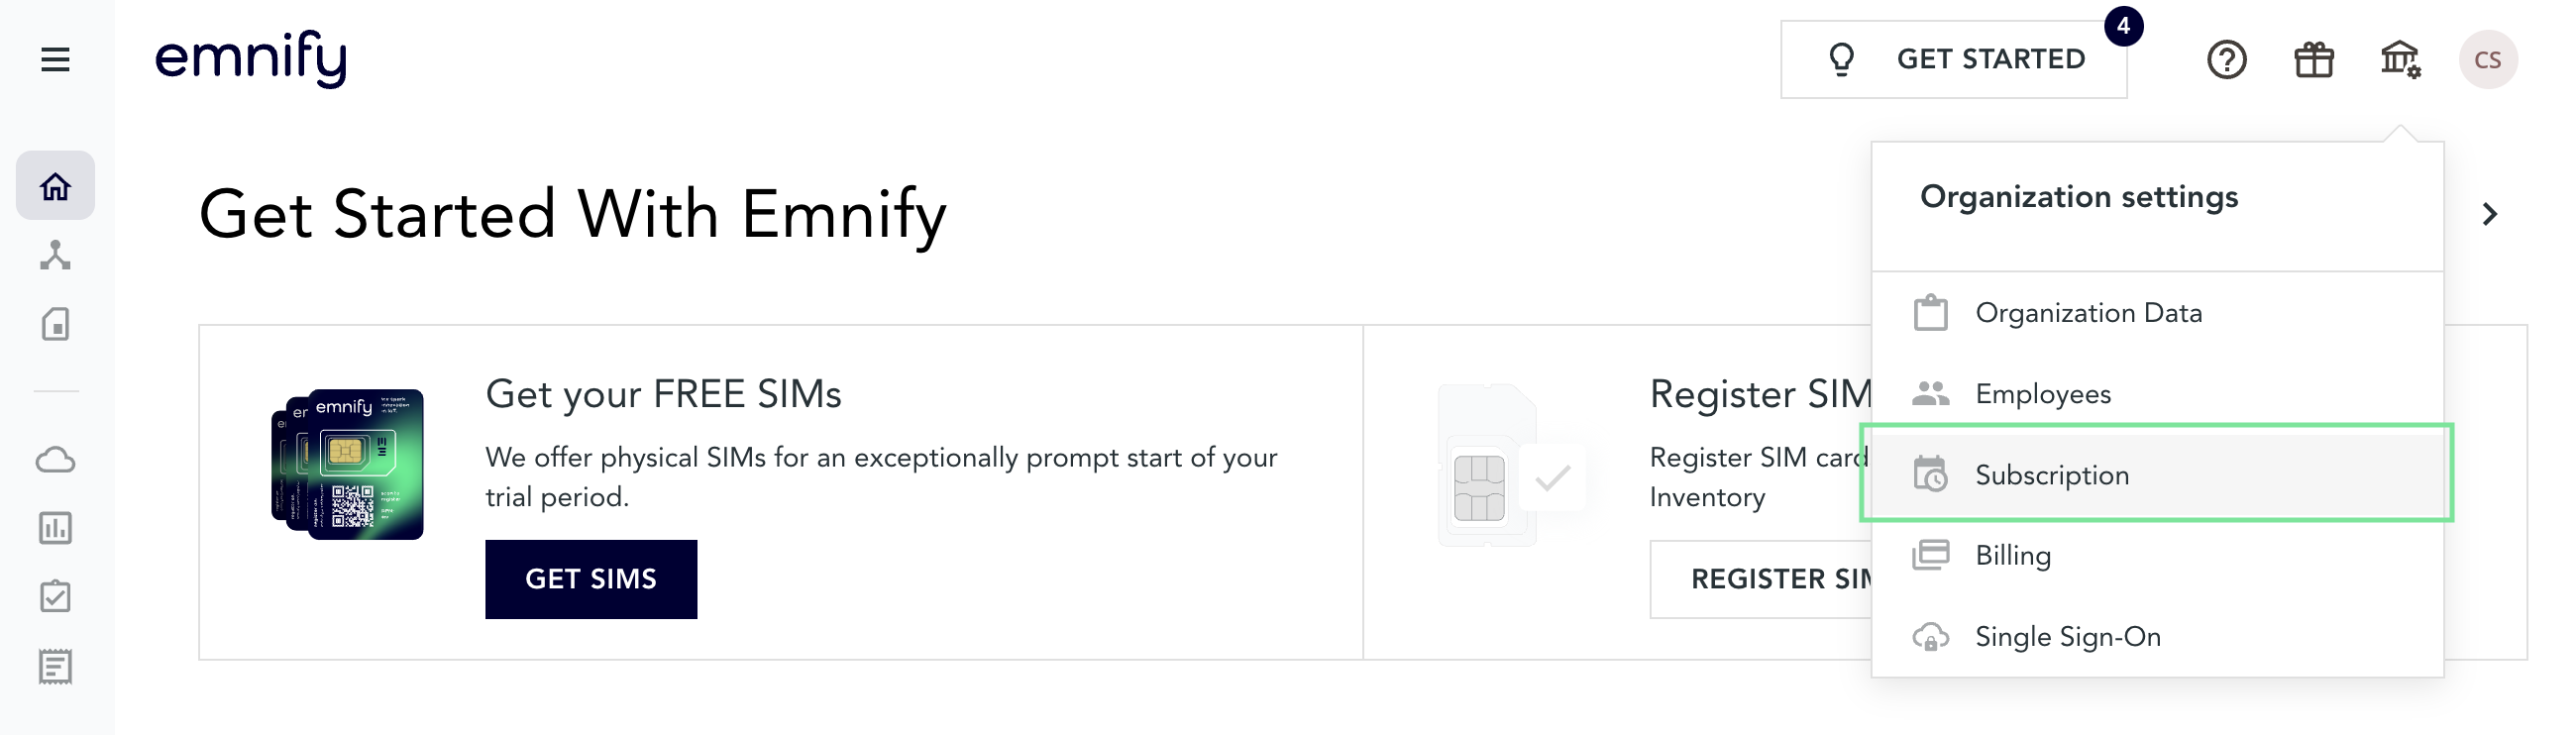 emnify
GET STARTED
4
CS
Organization settings
Organization Data
Employees
Subscription
Billing
Single Sign-On
Get Started With Emnify
emnify
Get your FREE SIMs
We offer physical SIMs for an exceptionally prompt start of your
trial period.
GET SIMS
Register SIM
Register SIM card
Inventory
REGISTER SIM